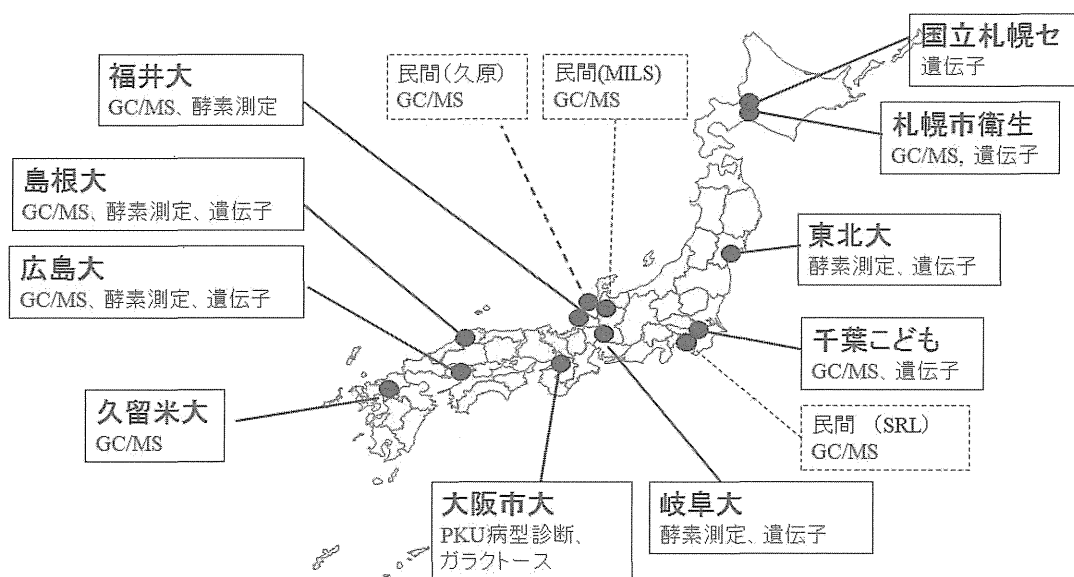 国立札幌セ
遺伝子
福井大
GC/MS、酵素測定
民間(久原)
GC/MS
民間(MILS)
GC/MS
札幌市衛生
GC/MS, 遺伝子
島根大
GC/MS、酵素測定、遺伝子
東北大
酵素測定、遺伝子
広島大
GC/MS、酵素測定、遺伝子
千葉こども
GC/MS、遺伝子
久留米大
GC/MS
民間 (SRL)
GC/MS
大阪市大
PKU病型診断、
ガラクトース
岐阜大
酵素測定、遺伝子